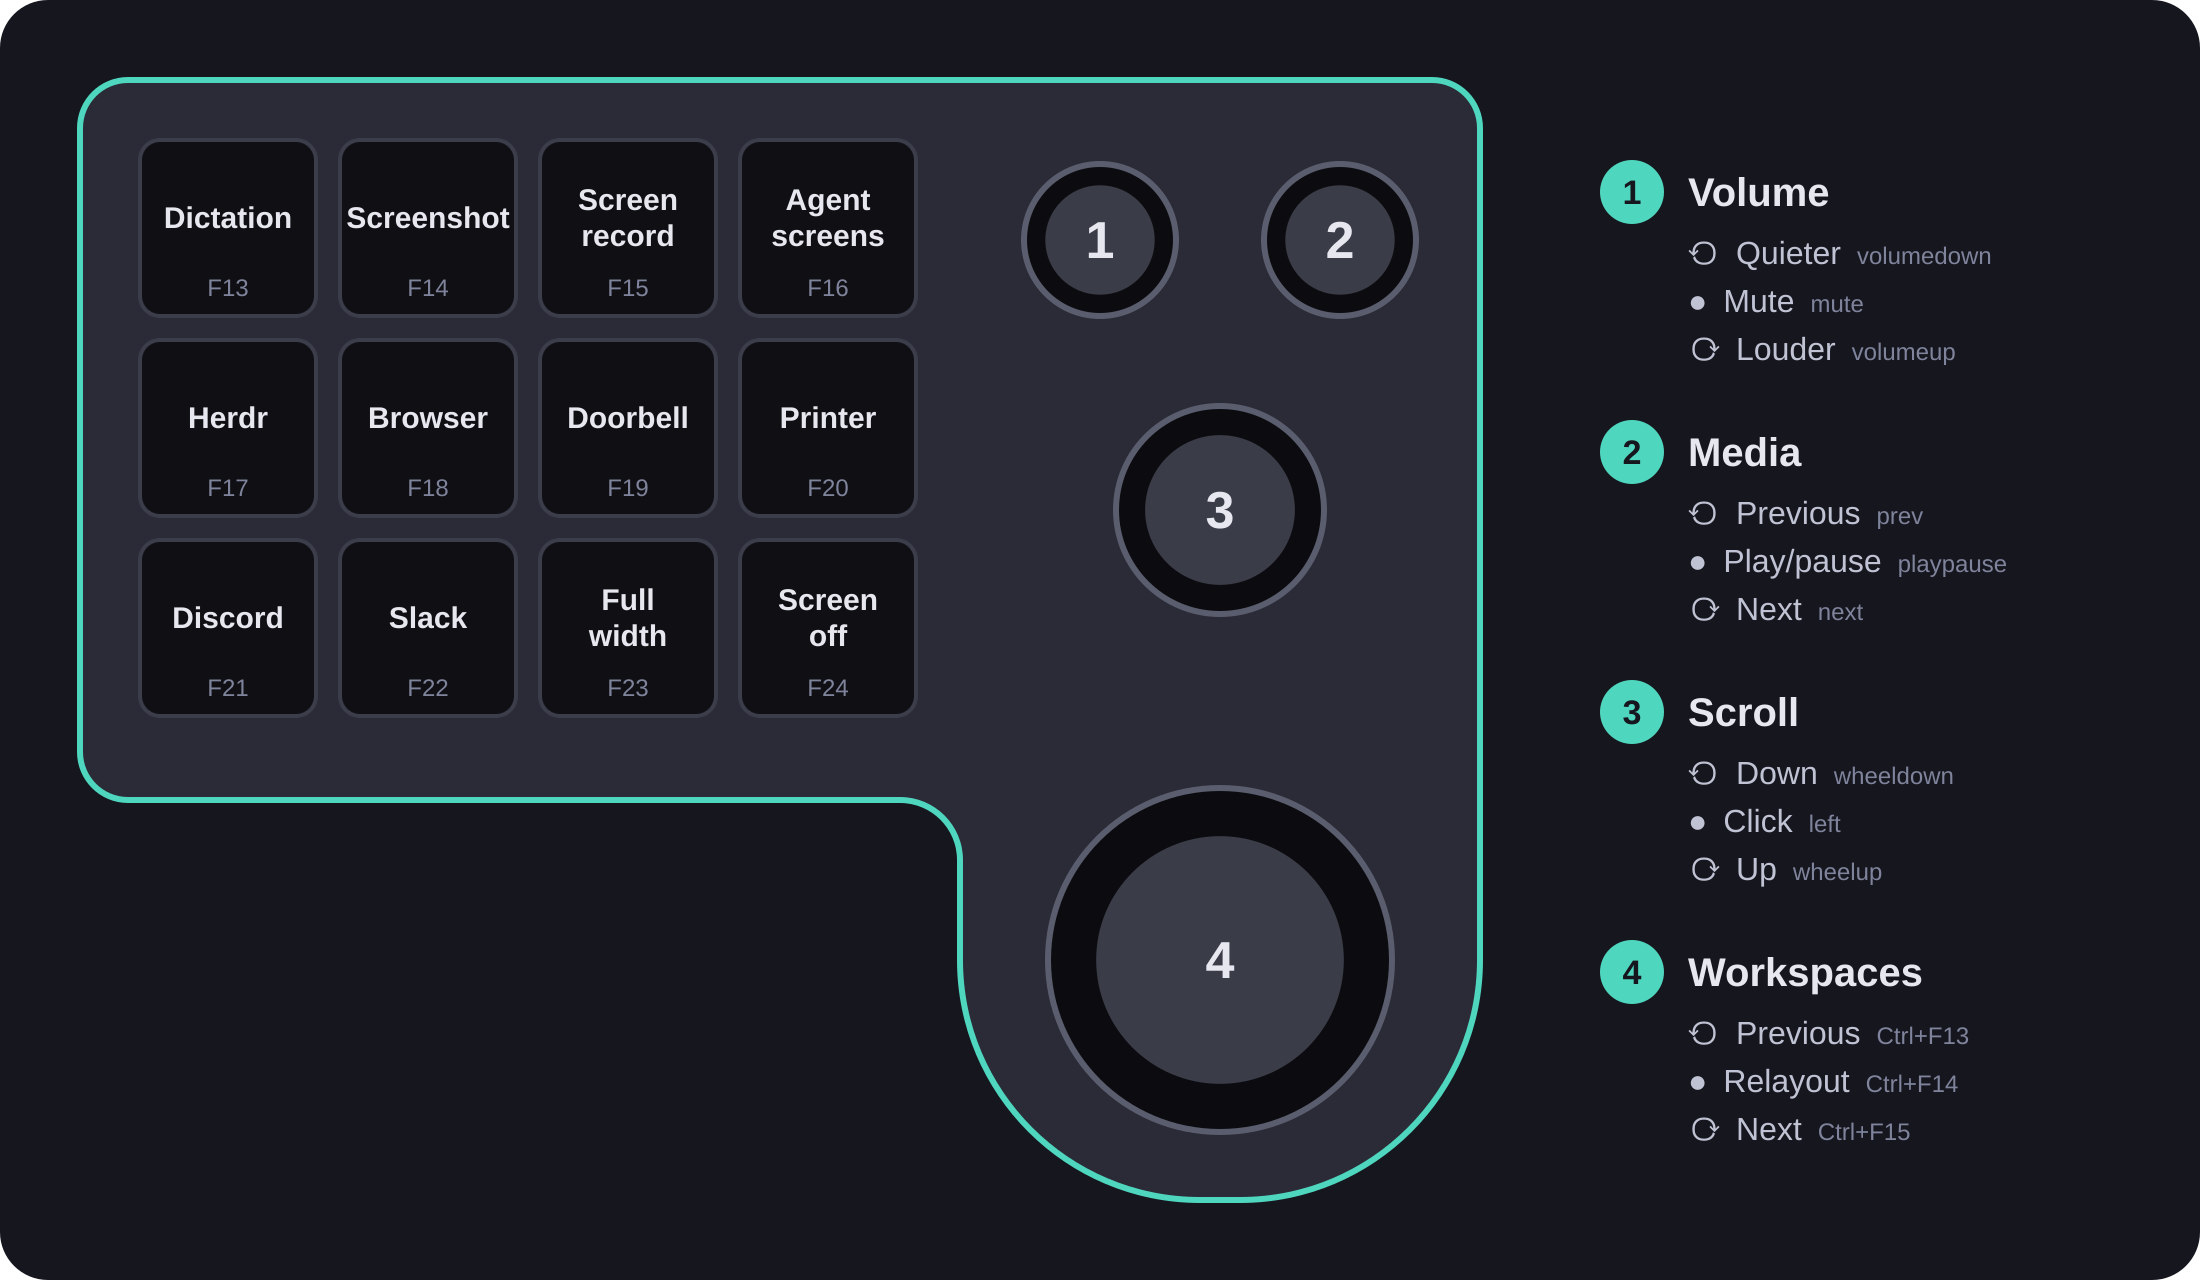 Dictation
F13
Screenshot
F14
Screen
record
F15
Agent
screens
F16
Herdr
F17
Browser
F18
Doorbell
F19
Printer
F20
Discord
F21
Slack
F22
Full
width
F23
Screen
off
F24
1
2
3
4
1 Volume
⟲ Quieter volumedown
● Mute mute
⟳ Louder volumeup
2 Media
⟲ Previous prev
● Play/pause playpause
⟳ Next next
3 Scroll
⟲ Down wheeldown
● Click left
⟳ Up wheelup
4 Workspaces
⟲ Previous Ctrl+F13
● Relayout Ctrl+F14
⟳ Next Ctrl+F15